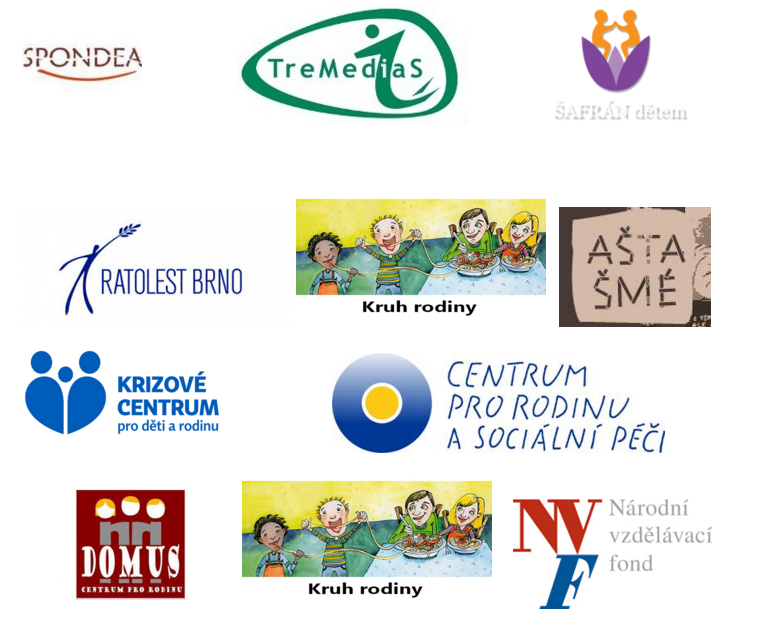 SPONDEA
TreMediaS
ŠAFRÁN dětem
RATOLEST BRNO
Kruh rodiny
AŠTA
ŠMÉ
KRIZOVÉ
CENTRUM
pro děti a rodinu
CENTRUM
PRO RODINU
A SOCIÁLNÍ PÉČI
DOMUS
CENTRUM PRO RODINU
Kruh rodiny
NVF
Národní
vzdělávací
fond